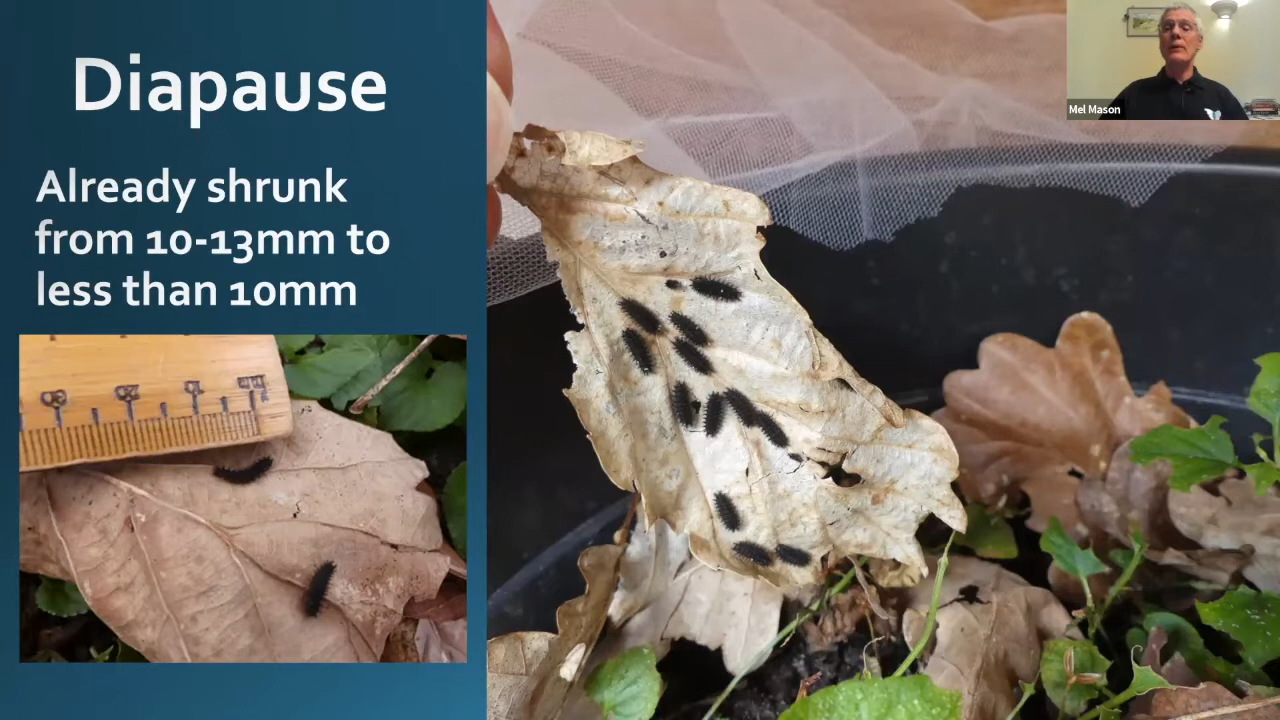 Diapause
Already shrunk
from 10-13mm to
less than 10mm
Mel Mason